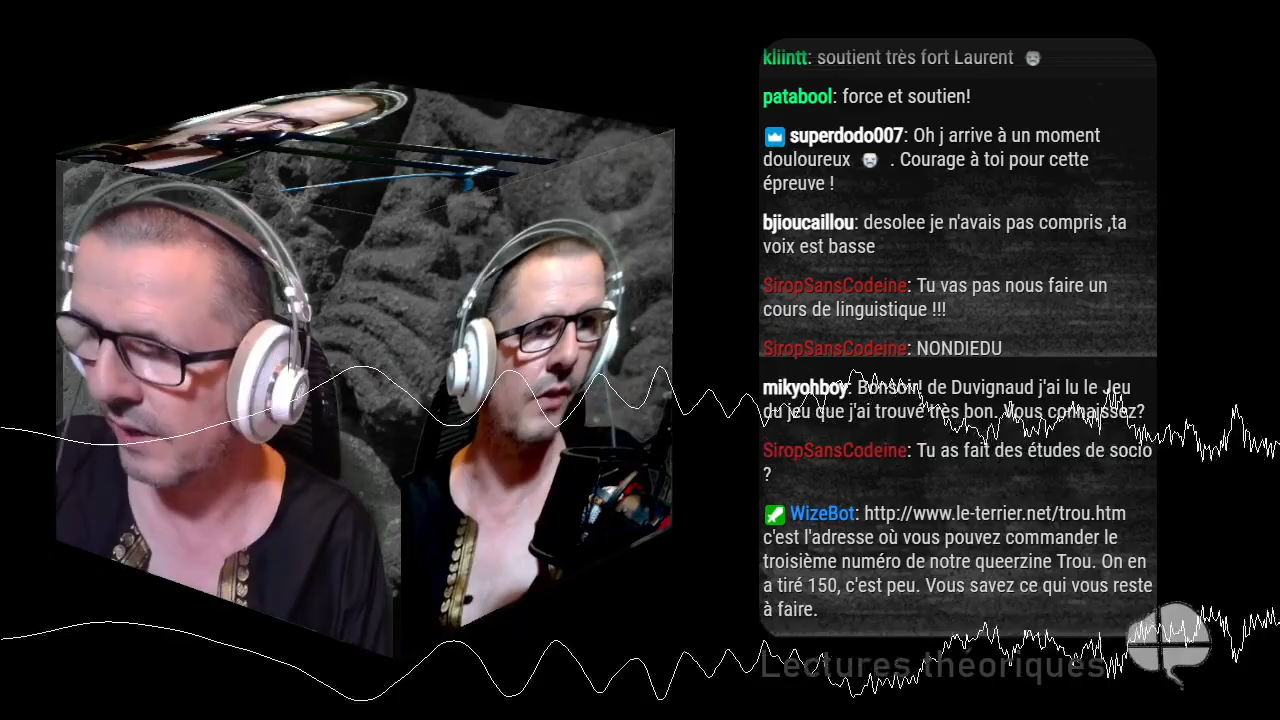 kliintt: soutient très fort Laurent
patabool: force et soutien!
superdodo007: Oh j arrive à un moment
douloureux . Courage à toi pour cette
épreuve !
bjioucaillou: desolee je n'avais pas compris ,ta
voix est basse
SiropSansCodeine: Tu vas pas nous faire un
cours de linguistique !!!
SiropSansCodeine: NONDIEDU
mikyohboy: Bonsoir! de Duvignaud j'ai lu le Jeu
du jeu que j'ai trouvé très bon. Vous connaissez?
SiropSansCodeine: Tu as fait des études de socio
?
WizeBot: http://www.le-terrier.net/trou.htm
c'est l'adresse où vous pouvez commander le
troisième numéro de notre queerzine Trou. On en
a tiré 150, c'est peu. Vous savez ce qui vous reste
à faire.
Lectures théoriques